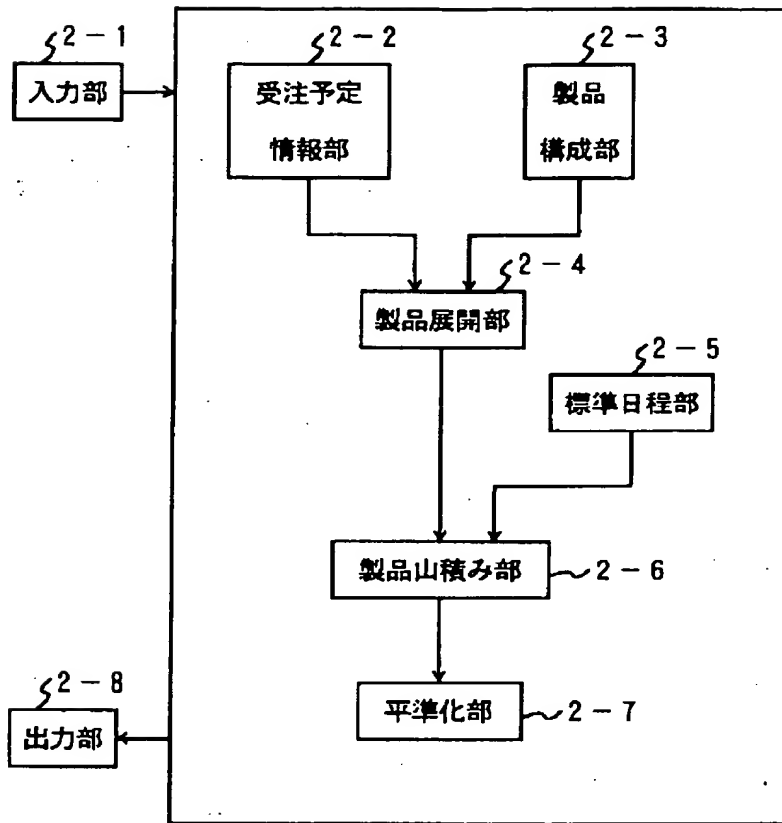 2-1
入力部
2-2
受注予定
情報部
2-3
製品
構成部
2-4
製品展開部
2-5
標準日程部
製品山積み部
2-6
平準化部
2-7
2-8
出力部